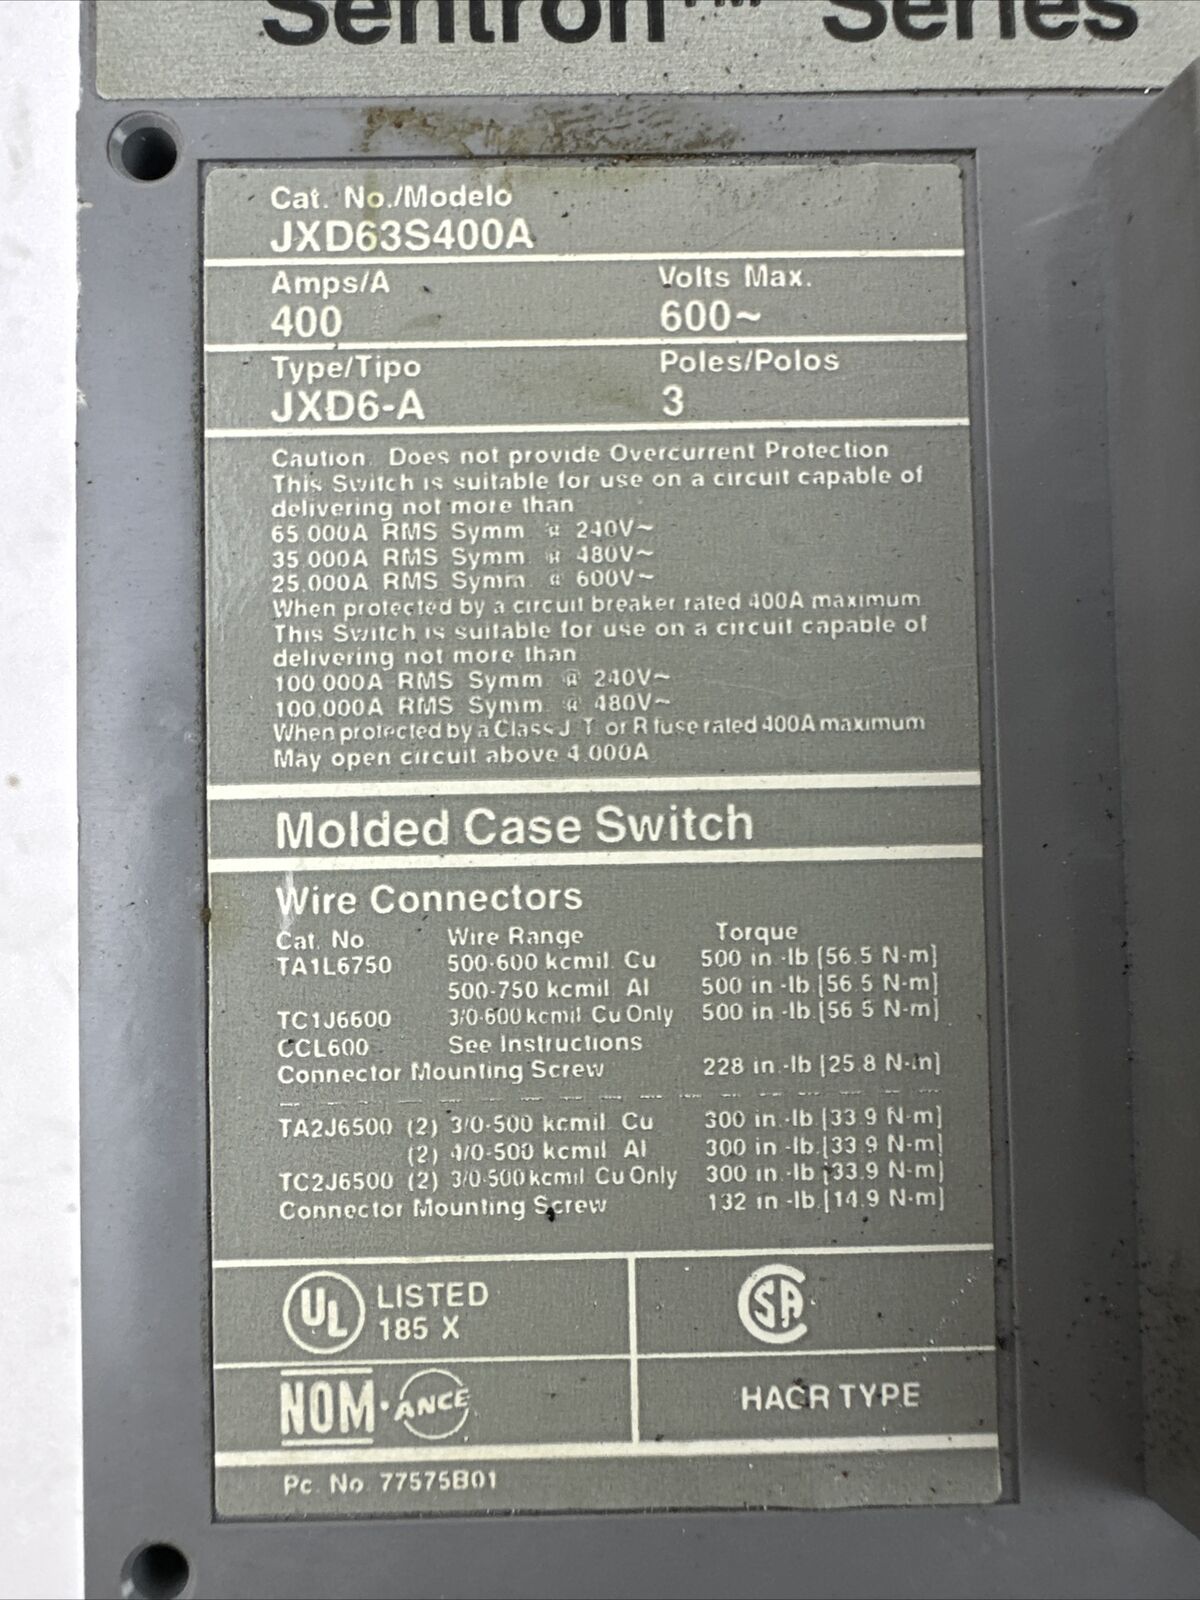 Sentron™ Series
Cat. No./Modelo
JXD63S400A
Amps/A Volts Max.
400 600~
Type/Tipo Poles/Polos
JXD6-A 3
Caution. Does not provide Overcurrent Protection
This Switch is suitable for use on a circuit capable of
delivering not more than
65,000A RMS Symm. @ 240V~
35,000A RMS Symm. @ 480V~
25,000A RMS Symm. @ 600V~
When protected by a circuit breaker rated 400A maximum
This Switch is suitable for use on a circuit capable of
delivering not more than
100,000A RMS Symm. @ 240V~
100,000A RMS Symm. @ 480V~
When protected by a Class J, T, or R fuse rated 400A maximum
May open circuit above 4,000A
Molded Case Switch
Wire Connectors
Cat. No. Wire Range Torque
TA1L6750 500-600 kcmil. Cu 500 in.-lb.[56.5 N-m]
500-750 kcmil. Al 500 in.-lb.[56.5 N-m]
TC1J6600 3/0-600 kcmil Cu Only 500 in.-lb.[56.5 N-m]
CCL600 See Instructions
Connector Mounting Screw 228 in.-lb.[25.8 N-m]
TA2J6500 (2) 3/0-500 kcmil. Cu 300 in.-lb.[33.9 N-m]
(2) 4/0-500 kcmil. Al 300 in.-lb.[33.9 N-m]
TC2J6500 (2) 3/0-500 kcmil Cu Only 300 in.-lb.[33.9 N-m]
Connector Mounting Screw 132 in.-lb.[14.9 N-m]
UL LISTED
185 X
CSA
NOM·ANCE
HACR TYPE
Pc. No. 77575B01